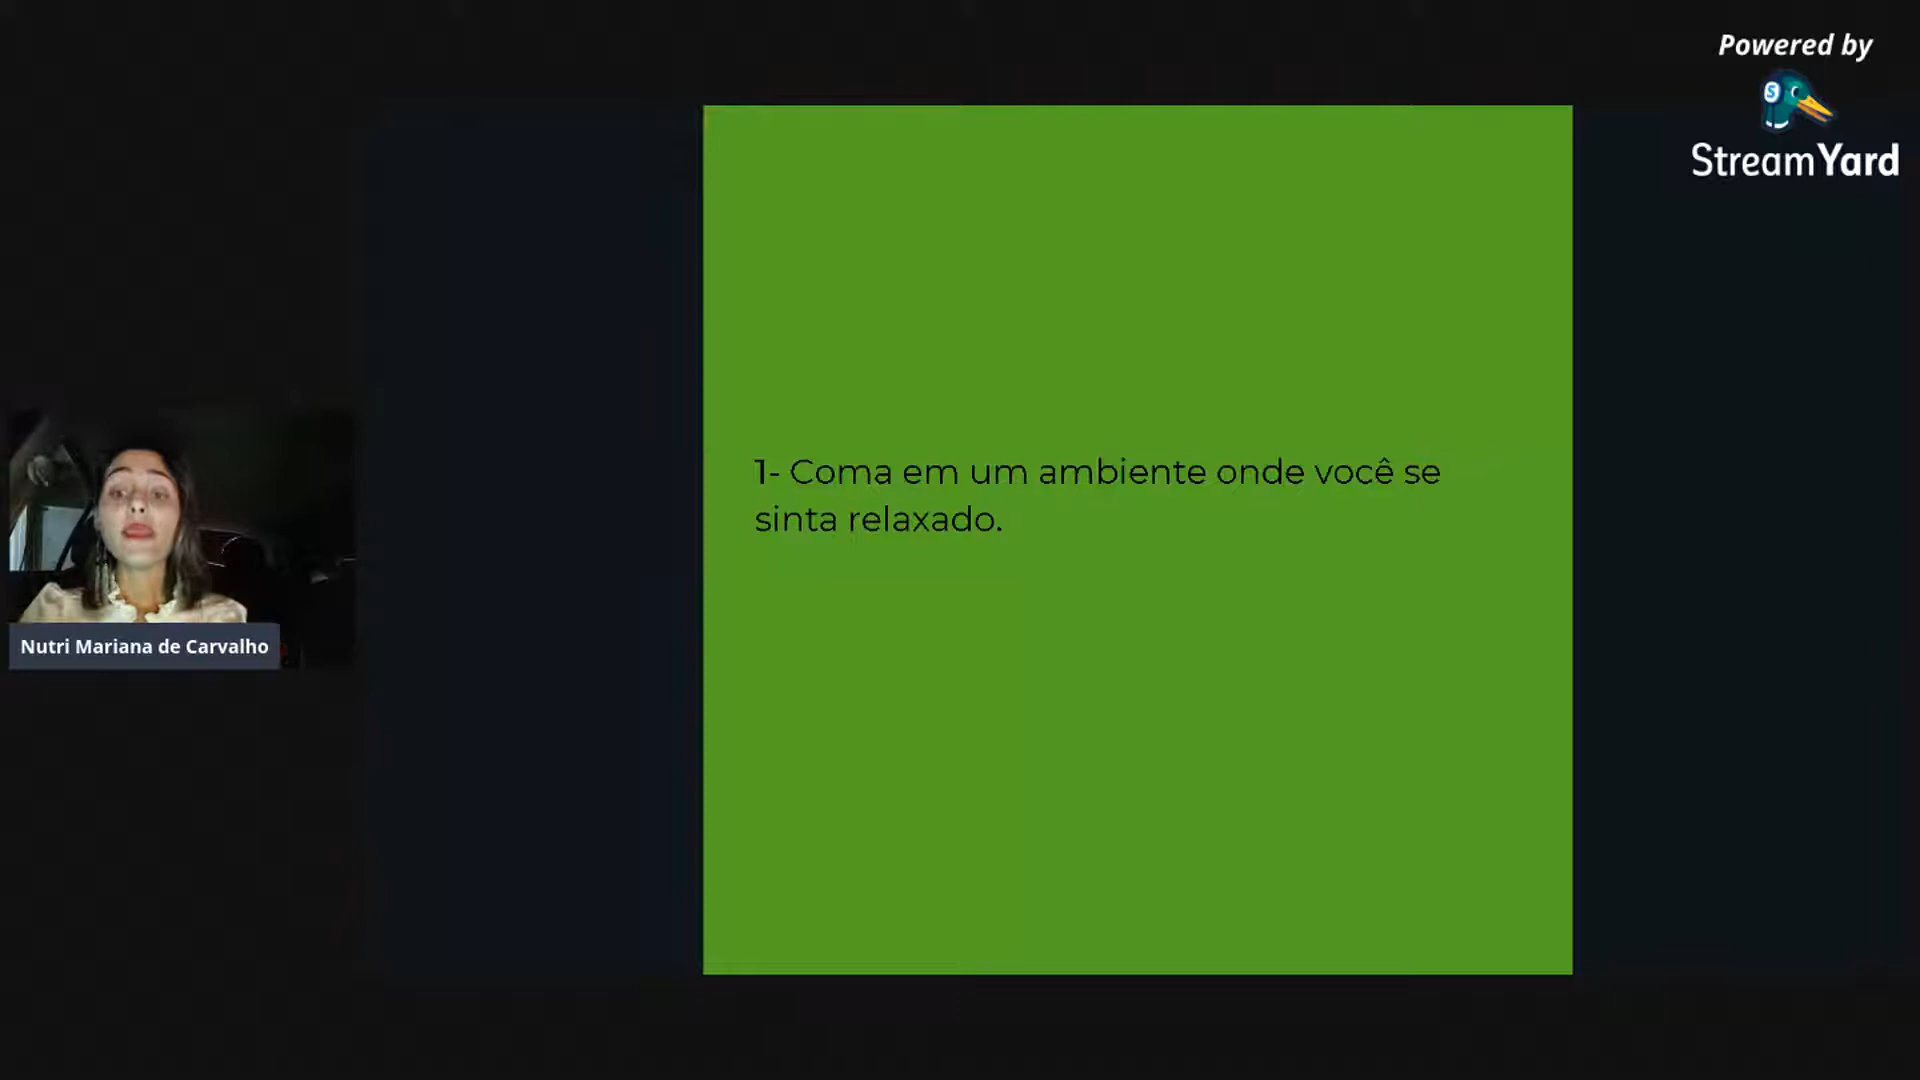 Powered by
StreamYard
1- Coma em um ambiente onde você se
sinta relaxado.
Nutri Mariana de Carvalho